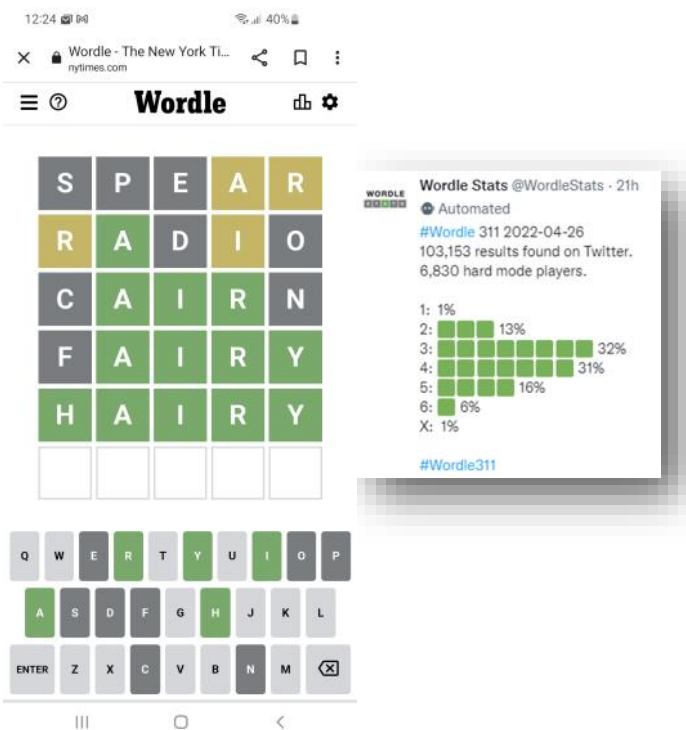 12:24 40%
Wordle - The New York Ti...
nytimes.com
Wordle
S P E A R
R A D I O
C A I R N
F A I R Y
H A I R Y
Q W E R T Y U I O P
A S D F G H J K L
ENTER Z X C V B N M
WORDLE
Wordle Stats @WordleStats · 21h
Automated
#Wordle 311 2022-04-26
103,153 results found on Twitter.
6,830 hard mode players.
1: 1%
2: 13%
3: 32%
4: 31%
5: 16%
6: 6%
X: 1%
#Wordle311